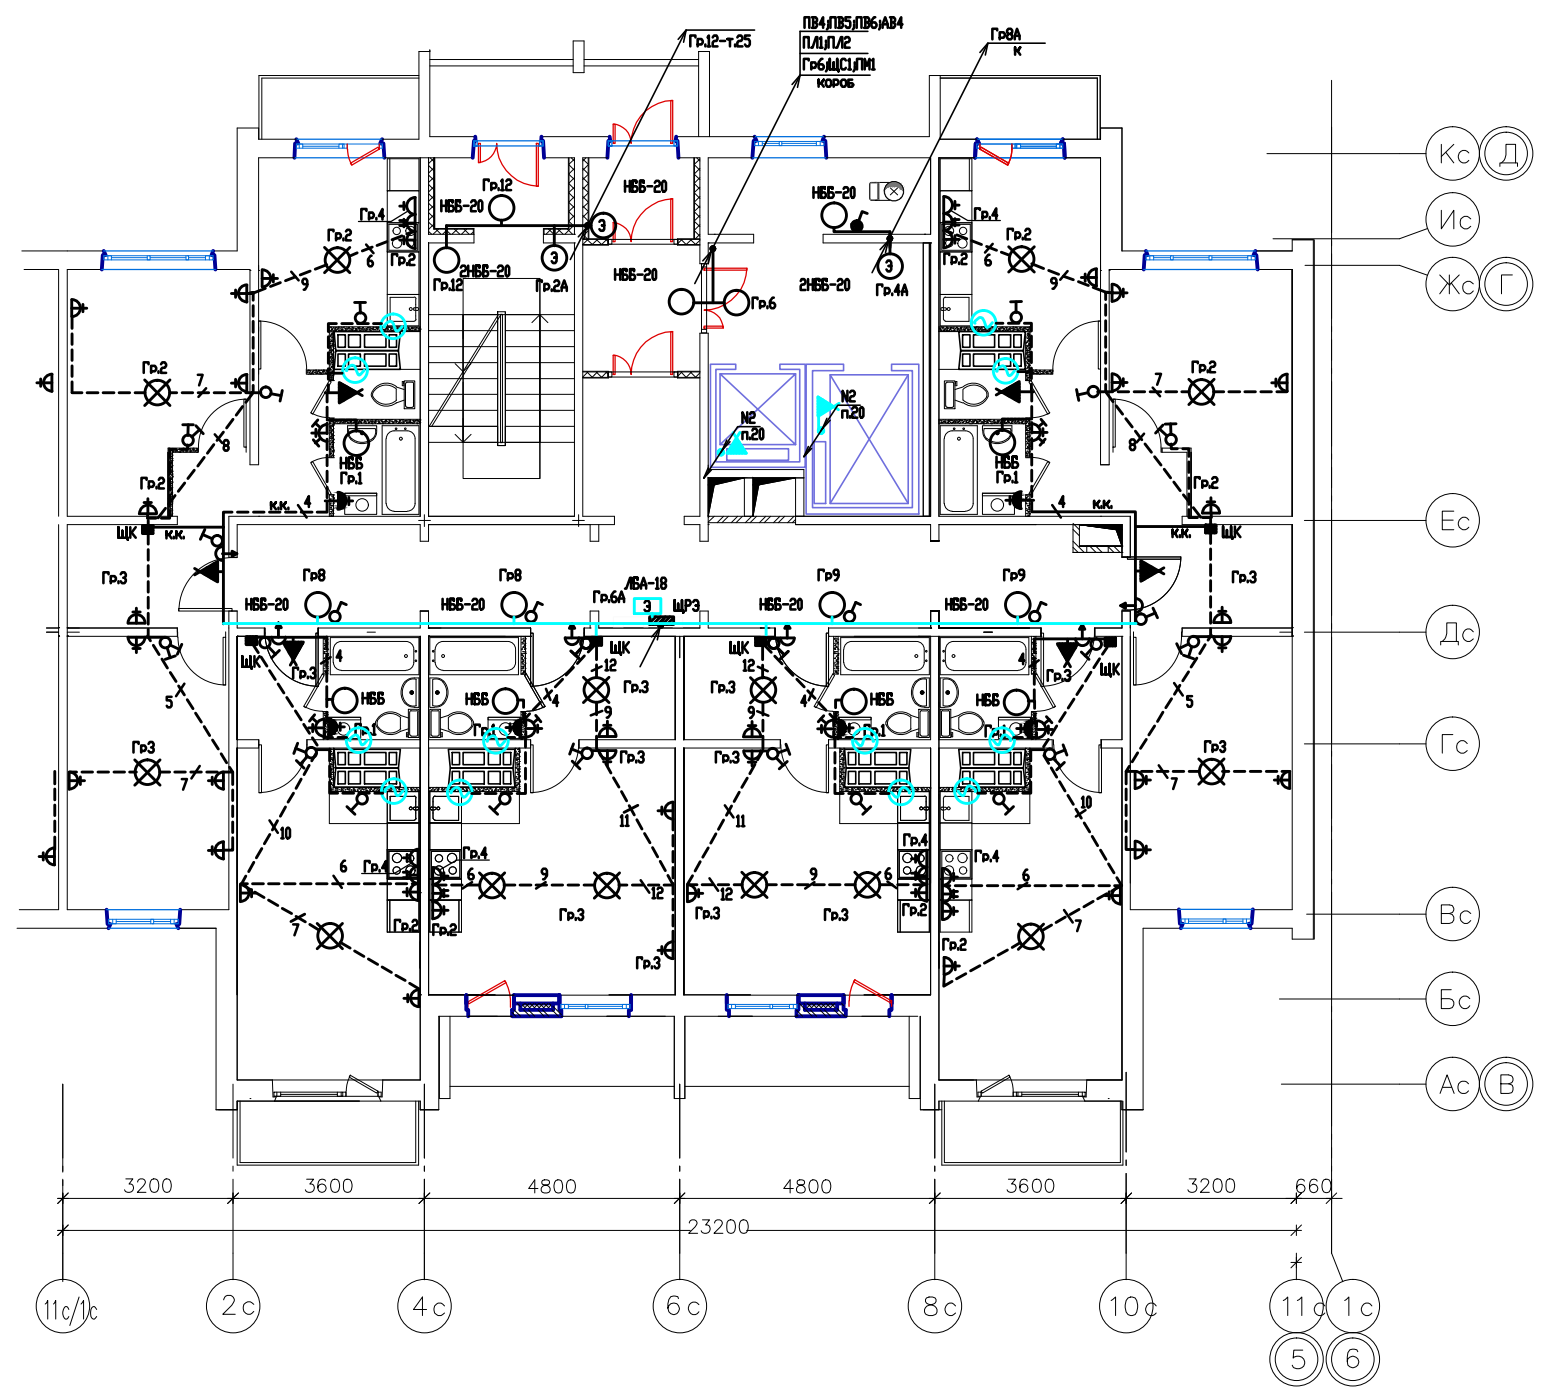 ПВ4;ПВ5;ПВ6;АВ4
ПЛ1;ПЛ2
Гр6;ЩС1;ПИ1
КОРОБ
Гр.12-т.25
Гр8А
К
Кс
Д
Ис
Жс
Г
Ес
Дс
Гс
Вс
Бс
Ас
В
Гр.12
НББ-20
НББ-20
НББ-20
Гр.4
Гр.2
6
Гр.2
9
Э
Э
2НББ-20
Гр.12
Гр.2А
НББ-20
Гр.6
2НББ-20
Э
Гр.4А
Гр.4
Гр.2
6
Гр.2
9
Гр.2
7
8
Гр.2
НББ
Гр.1
к.к.
4
N2
п.20
N2
п.20
НББ
Гр.1
4
к.к.
Гр.2
7
8
Гр.2
ЩК
к.к.
Гр.3
к.к.
ЩК
Гр.3
Гр8
НББ-20
Гр8
НББ-20
Гр.6А
ЛБА-18
Э
ЩРЭ
Гр9
НББ-20
Гр9
НББ-20
ЩК
Гр.3
4
НББ
НББ
4
ЩК
12
Гр.3
9
Гр.3
ЩК
12
Гр.3
9
Гр.3
4
НББ
НББ
4
Гр.3
ЩК
5
Гр3
7
5
Гр3
7
10
6
Гр.4
Гр.2
7
Гр.4
6
9
11
12
Гр.3
Гр.2
Гр.3
11
12
9
6
Гр.3
Гр.3
Гр.4
Гр.2
Гр.4
6
10
Гр.2
7
3200
3600
4800
4800
3600
3200
660
23200
11с/1с
2с
4с
6с
8с
10с
11с
1с
5
6